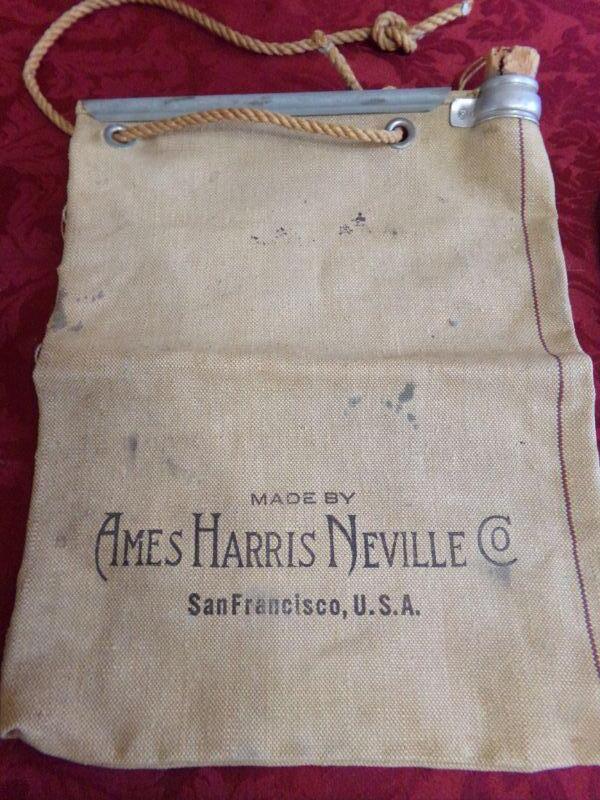 MADE BY
AMES HARRIS NEVILLE CO
SanFrancisco, U.S.A.